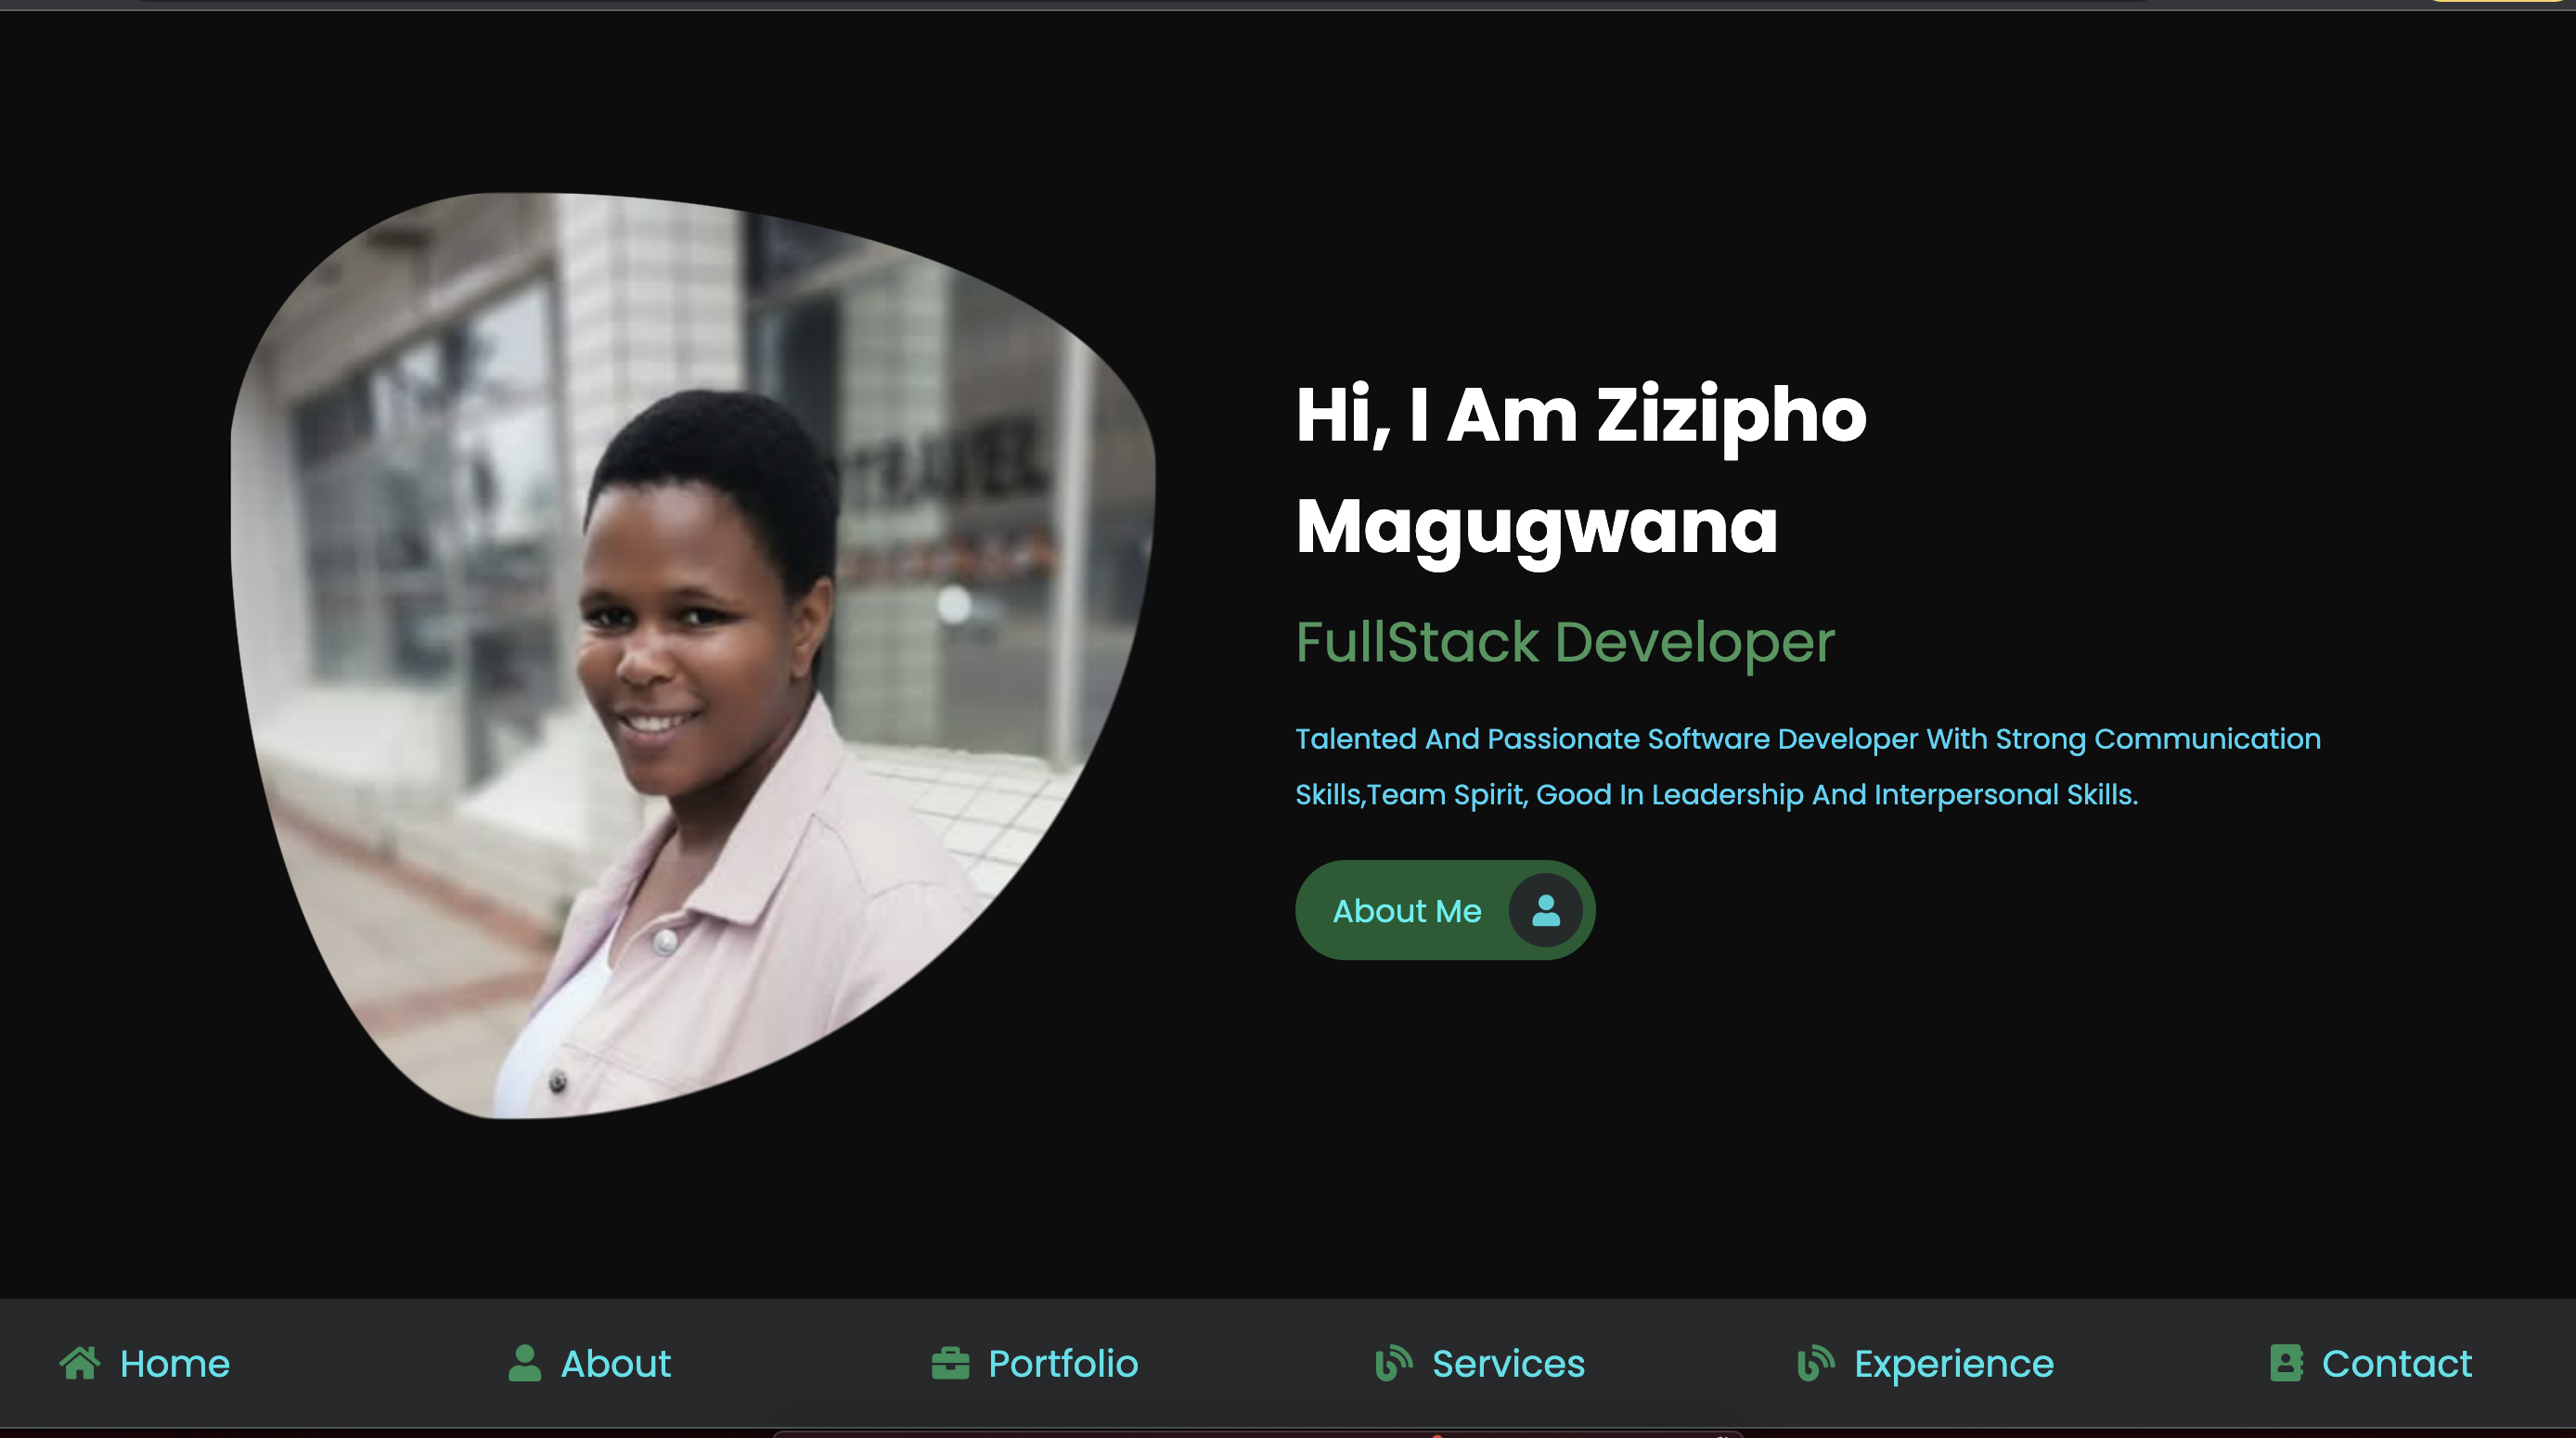 Hi, I Am Zizipho
Magugwana
FullStack Developer
Talented And Passionate Software Developer With Strong Communication
Skills,Team Spirit, Good In Leadership And Interpersonal Skills.
About Me
Home
About
Portfolio
Services
Experience
Contact